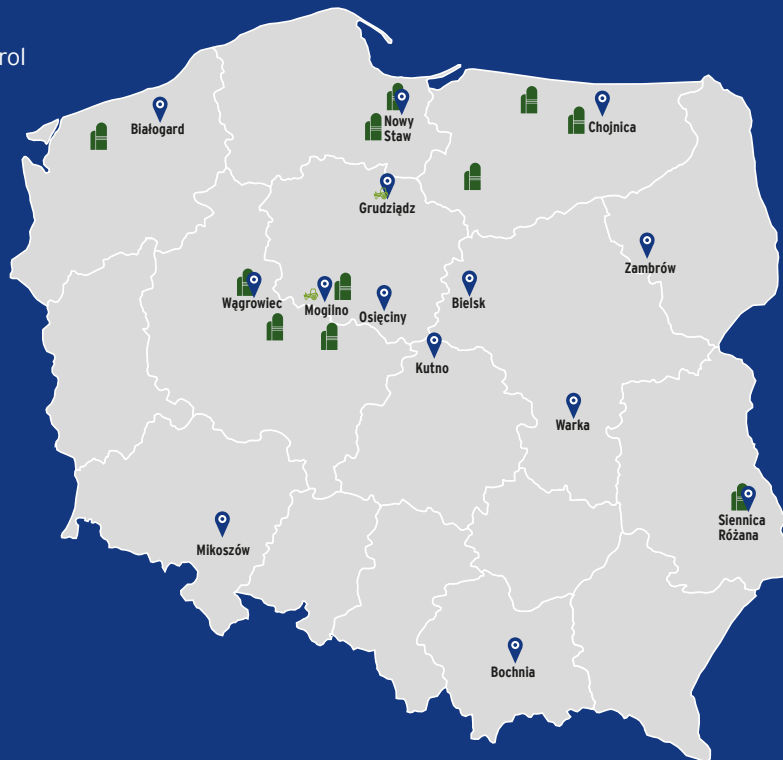 rol
Białogard
Nowy
Staw
Chojnica
Grudziądz
Zambrów
Wągrowiec
Mogilno
Osięciny
Bielsk
Kutno
Warka
Siennica
Różana
Mikoszów
Bochnia